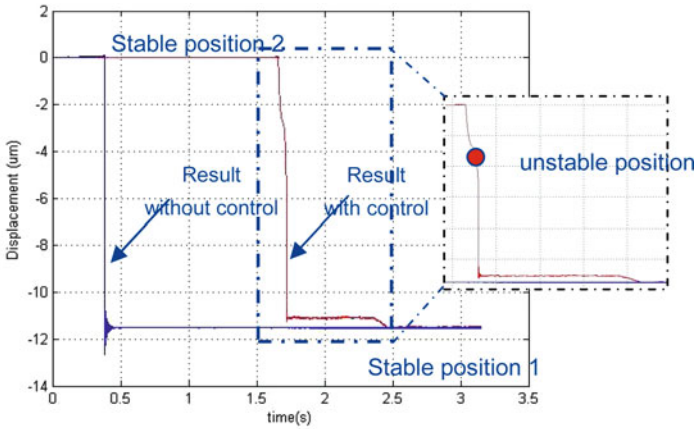 2
Stable position 2
0
-2
-4
unstable position
Result
without control
Result
with control
-6
Displacement (um)
-8
-10
-12
Stable position 1
-14
0
0.5
1
1.5
2
2.5
3
3.5
time(s)